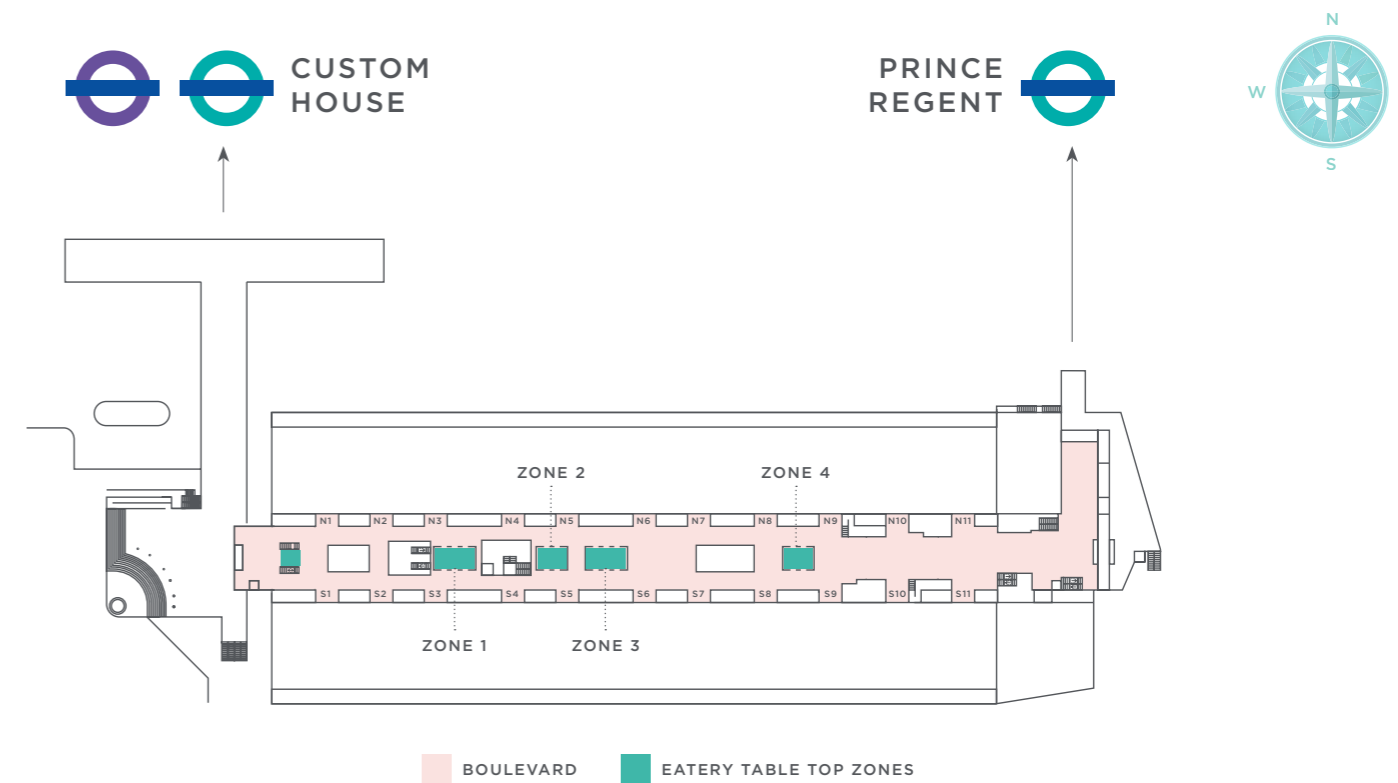 CUSTOM
HOUSE
PRINCE
REGENT
N
W
S
ZONE 2
ZONE 4
N1 N2 N3 N4 N5 N6 N7 N8 N9 N10 N11
S1 S2 S3 S4 S5 S6 S7 S8 S9 S10 S11
ZONE 1
ZONE 3
BOULEVARD
EATERY TABLE TOP ZONES